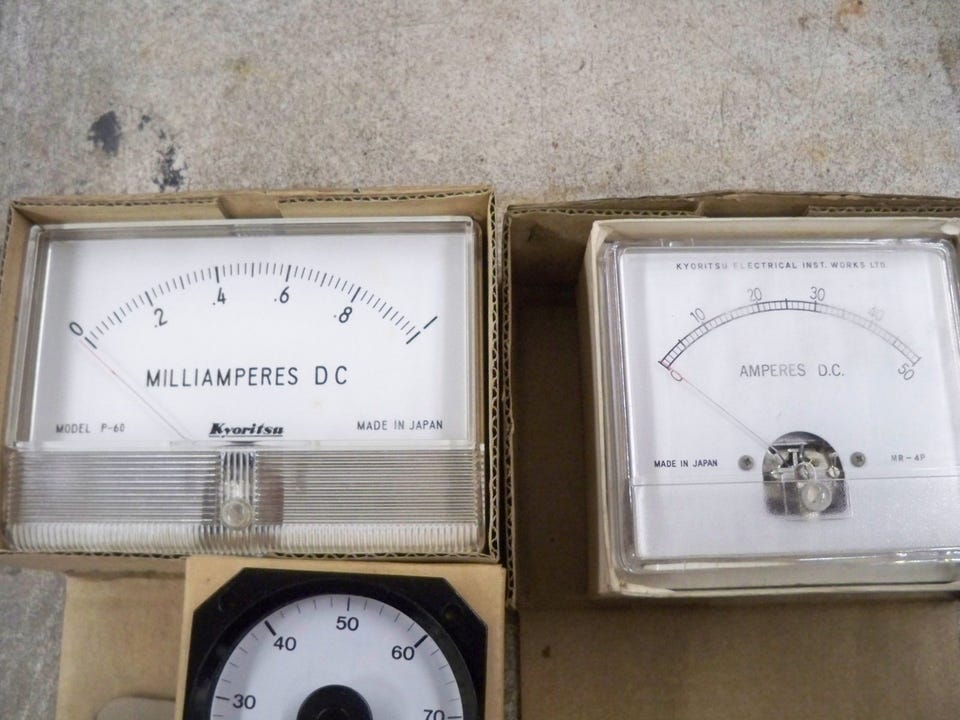 0 .2 .4 .6 .8 1
MILLIAMPERES DC
MODEL P-60
Kyoritsu
MADE IN JAPAN
KYORITSU ELECTRICAL INST. WORKS LTD.
0 10 20 30 40 50
AMPERES D.C.
MADE IN JAPAN
MR-4P
30 40 50 60 70